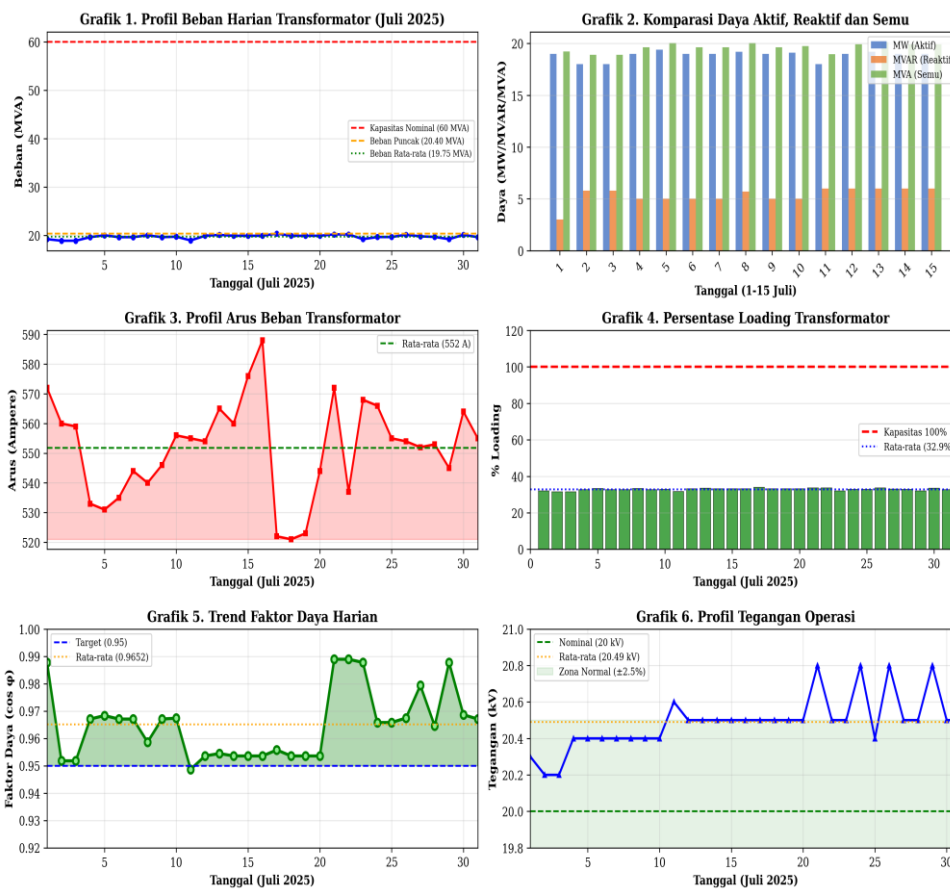 Grafik 1. Profil Beban Harian Transformator (Juli 2025)
60
50
40
30
20
Beban (MVA)
Kapasitas Nominal (60 MVA)
Beban Puncak (20.40 MVA)
Beban Rata-rata (19.75 MVA)
5 10 15 20 25 30
Tanggal (Juli 2025)
Grafik 2. Komparasi Daya Aktif, Reaktif dan Semu
20
15
10
5
0
Daya (MW/MVAR/MVA)
MW (Aktif)
MVAR (Reaktif)
MVA (Semu)
1 2 3 4 5 6 7 8 9 10 11 12 13 14 15
Tanggal (1-15 Juli)
Grafik 3. Profil Arus Beban Transformator
590
580
570
560
550
540
530
520
Arus (Ampere)
Rata-rata (552 A)
5 10 15 20 25 30
Tanggal (Juli 2025)
Grafik 4. Persentase Loading Transformator
120
100
80
60
40
20
0
% Loading
Kapasitas 100%
Rata-rata (32.9%
0 5 10 15 20 25 30
Tanggal (Juli 2025)
Grafik 5. Trend Faktor Daya Harian
1.00
0.99
0.98
0.97
0.96
0.95
0.94
0.93
0.92
Faktor Daya (cos φ)
Target (0.95)
Rata-rata (0.9652)
5 10 15 20 25 30
Tanggal (Juli 2025)
Grafik 6. Profil Tegangan Operasi
21.0
20.8
20.6
20.4
20.2
20.0
19.8
Tegangan (kV)
Nominal (20 kV)
Rata-rata (20.49 kV)
Zona Normal (±2.5%)
5 10 15 20 25 30
Tanggal (Juli 2025)